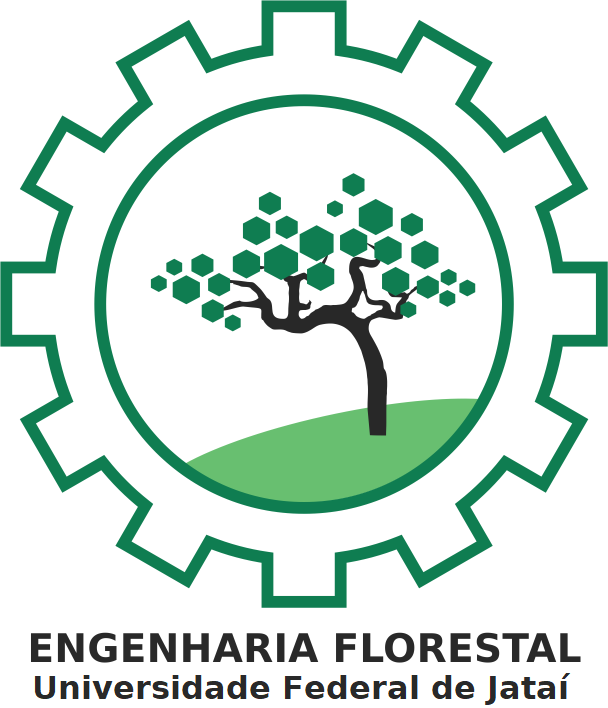 ENGENHARIA FLORESTAL
Universidade Federal de Jataí